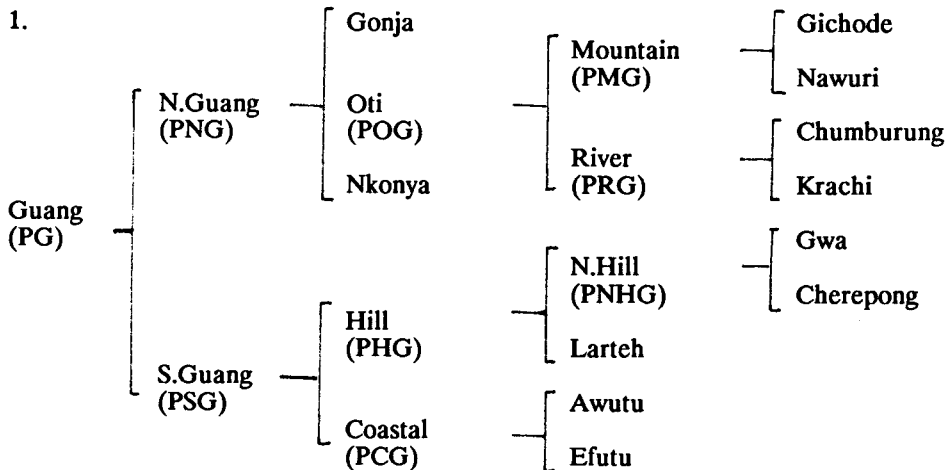 1.
Guang
(PG)
N.Guang
(PNG)
Gonja
Oti
(POG)
Mountain
(PMG)
Gichode
Nawuri
River
(PRG)
Chumburung
Krachi
Nkonya
S.Guang
(PSG)
Hill
(PHG)
N.Hill
(PNHG)
Gwa
Cherepong
Larteh
Coastal
(PCG)
Awutu
Efutu